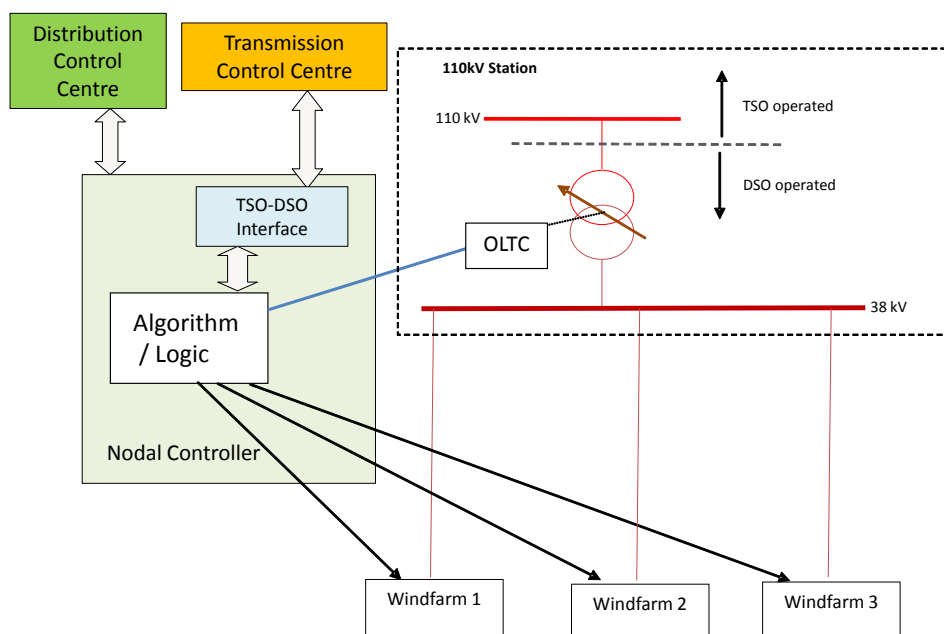 Distribution
Control
Centre
Transmission
Control Centre
110kV Station
110 kV
TSO operated
DSO operated
TSO-DSO
Interface
OLTC
Algorithm
/ Logic
38 kV
Nodal Controller
Windfarm 1
Windfarm 2
Windfarm 3